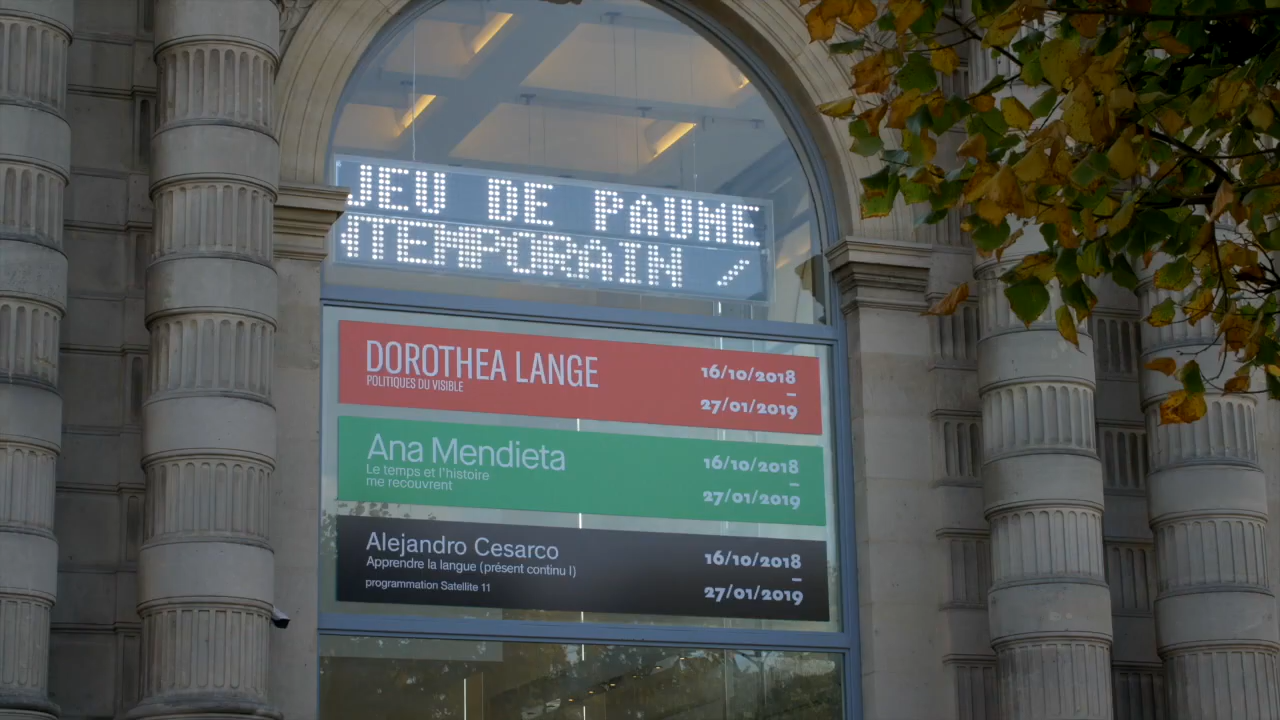 JEU DE PAUME
NTEMPORAIN /
DOROTHEA LANGE
POLITIQUES DU VISIBLE
16/10/2018
–
27/01/2019
Ana Mendieta
Le temps et l'histoire
me recouvrent
16/10/2018
–
27/01/2019
Alejandro Cesarco
Apprendre la langue (présent continu I)
programmation Satellite 11
16/10/2018
–
27/01/2019